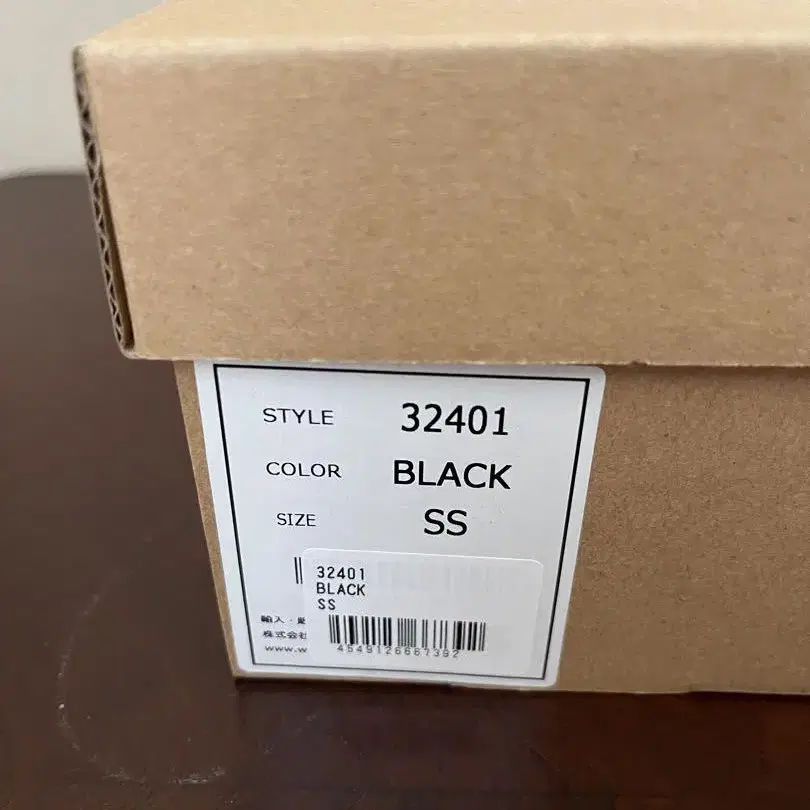 STYLE 32401
COLOR BLACK
SIZE SS
32401
BLACK
SS
4549126667392
輸入・
株式会社
www.w